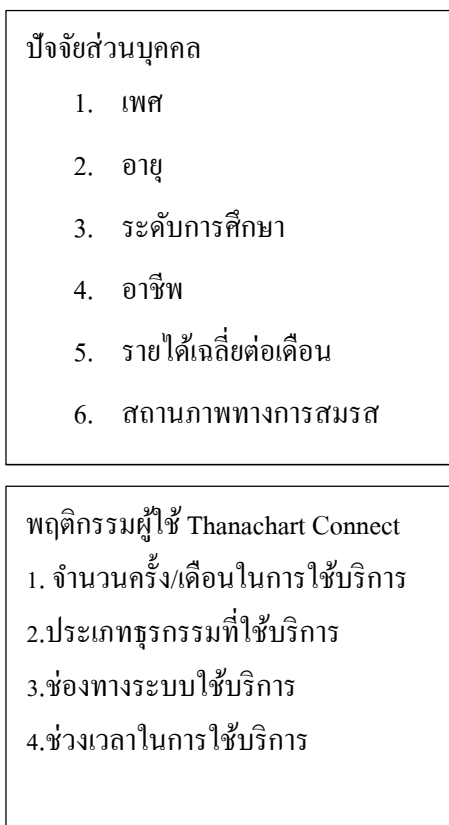 ปัจจัยส่วนบุคคล
1. เพศ
2. อายุ
3. ระดับการศึกษา
4. อาชีพ
5. รายได้เฉลี่ยต่อเดือน
6. สถานภาพทางการสมรส
พฤติกรรมผู้ใช้ Thanachart Connect
1. จำนวนครั้ง/เดือนในการใช้บริการ
2.ประเภทธุรกรรมที่ใช้บริการ
3.ช่องทางระบบใช้บริการ
4.ช่วงเวลาในการใช้บริการ